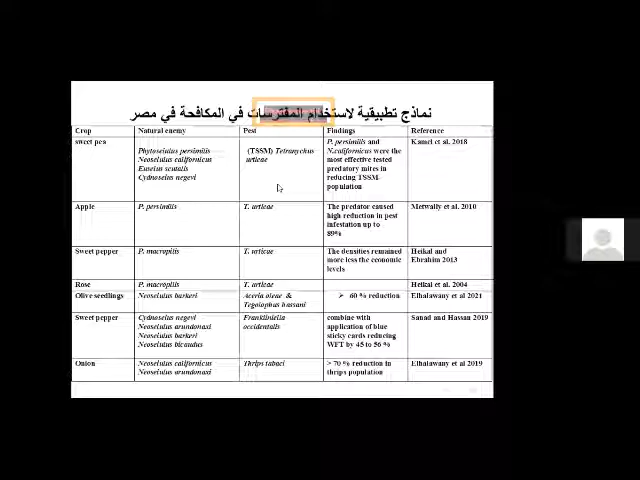 نماذج تطبيقية لاستخدام المفترسات في المكافحة في مصر
Crop Natural enemy Pest Findings Reference
sweet pea Phytoseiulus persimilis Neoseiulus californicus Euseius scutalis Cydnoseius negevi (TSSM) Tetranychus urticae P. persimilis and N.californicus were the most effective tested predatory mites in reducing TSSM-population Kamel et al. 2018
Apple P. persimilis T. urticae The predator caused high reduction in pest infestation up to 89% Metwally et al. 2010
Sweet pepper P. macropilis T. urticae The densities remained more less the economic levels Heikal and Ebrahim 2013
Rose P. macropilis T. urticae Heikal et al. 2004
Olive seedlings Neoseiulus barkeri Aceria oleae & Tegolophus hassani ➢ 60 % reduction Elhalawany et al 2021
Sweet pepper Cydnoseius negevi Neoseiulus arundonaxi Neoseiulus barkeri Neoseiulus bicaudus Frankliniella occidentalis combine with application of blue sticky cards reducing WFT by 45 to 56 % Sanad and Hassan 2019
Onion Neoseiulus californicus Neoseiulus arundonaxi Thrips tabaci > 70 % reduction in thrips population Elhalawany et al 2019